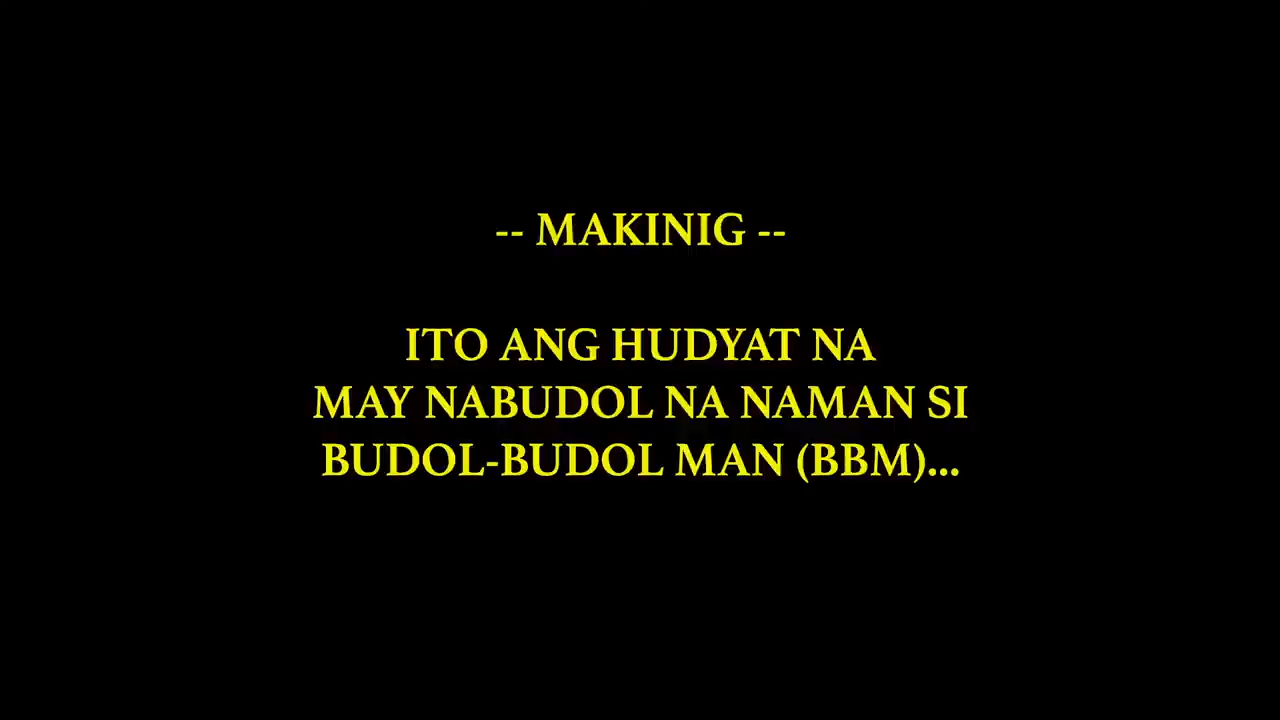 -- MAKINIG --
ITO ANG HUDYAT NA
MAY NABUDOL NA NAMAN SI
BUDOL-BUDOL MAN (BBM)...